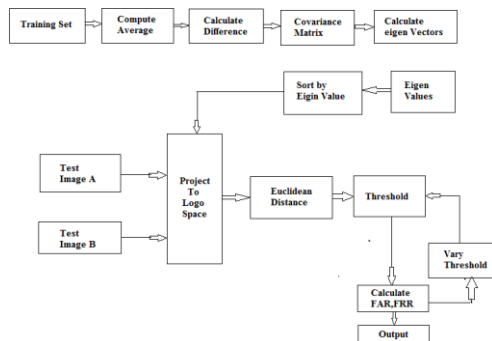 Training Set
Compute
Average
Calculate
Difference
Covariance
Matrix
Calculate
eigen Vectors
Sort by
Eigin Value
Eigen
Values
Test
Image A
Project
To
Logo
Space
Euclidean
Distance
Threshold
Test
Image B
Vary
Threshold
Calculate
FAR,FRR
Output